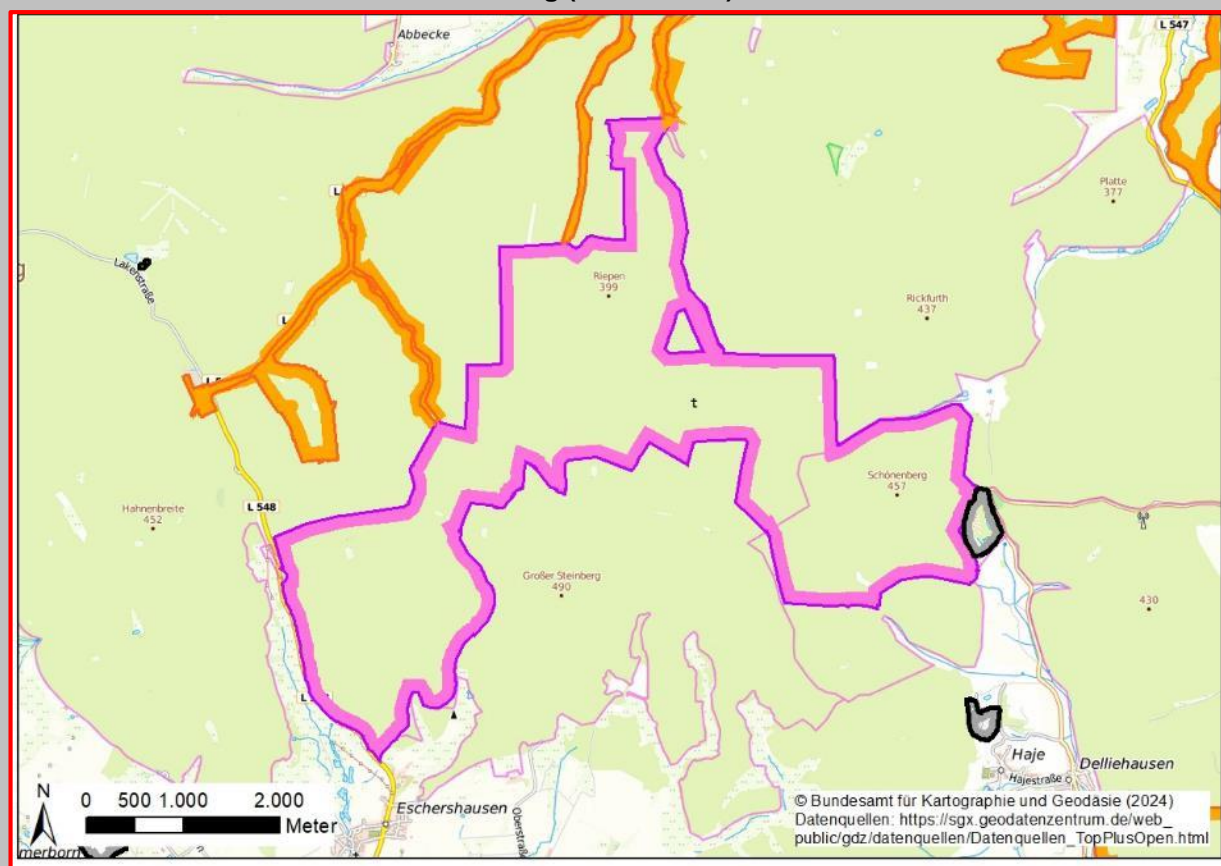 Abbecke
L 547
Platte
377
Lakenstraße
Riepen
399
Rickfurth
437
t
Schönenberg
457
Hahnenbreite
452
L 548
Großer Steinberg
490
430
N
0 500 1.000 2.000
Meter
Eschershausen
Oberstraße
Haje
Hajestraße
Delliehausen
© Bundesamt für Kartographie und Geodäsie (2024)
Datenquellen: https://sgx.geodatenzentrum.de/web_
public/gdz/datenquellen/Datenquellen_TopPlusOpen.html